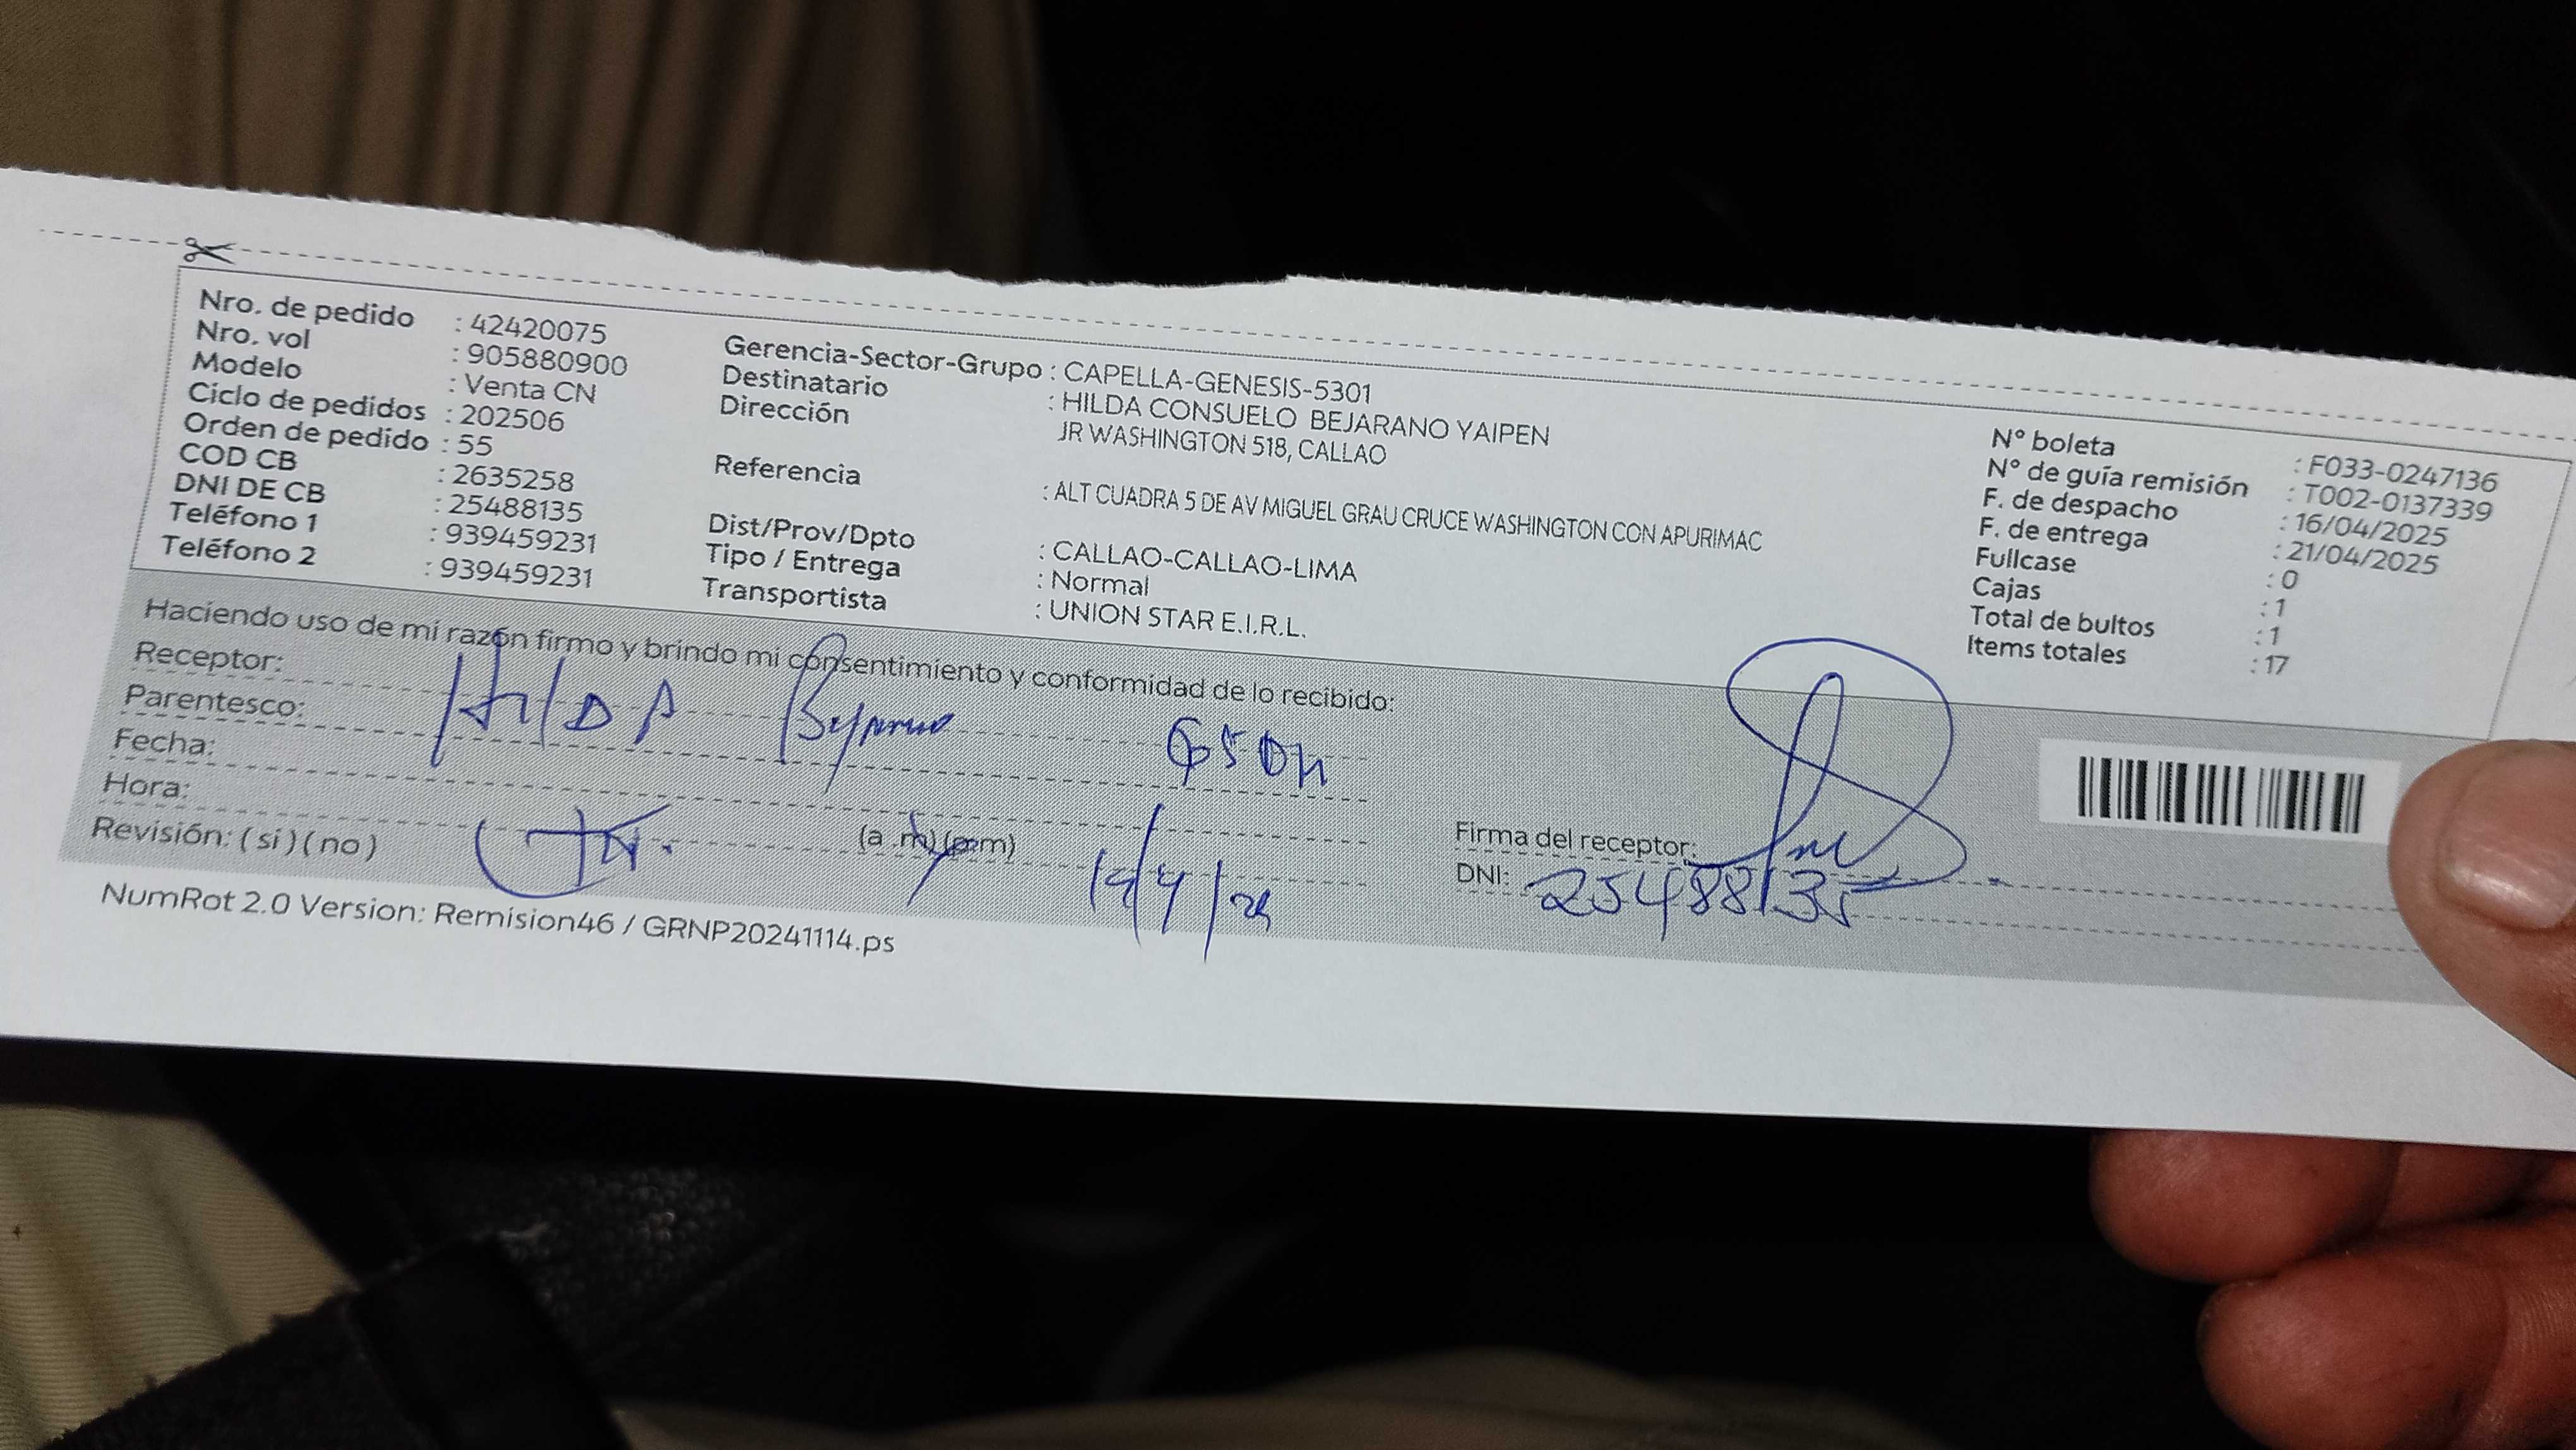 Nro. de pedido : 42420075
Nro. vol : 905880900
Modelo : Venta CN
Ciclo de pedidos : 202506
Orden de pedido : 55
COD CB : 2635258
DNI DE CB : 25488135
Teléfono 1 : 939459231
Teléfono 2 : 939459231
Gerencia-Sector-Grupo : CAPELLA-GENESIS-5301
Destinatario : HILDA CONSUELO BEJARANO YAIPEN
Dirección JR WASHINGTON 518, CALLAO
Referencia : ALT CUADRA 5 DE AV MIGUEL GRAU CRUCE WASHINGTON CON APURIMAC
Dist/Prov/Dpto : CALLAO-CALLAO-LIMA
Tipo / Entrega : Normal
Transportista : UNION STAR E.I.R.L.
N° boleta : F033-0247136
N° de guía remisión : T002-0137339
F. de despacho : 16/04/2025
F. de entrega : 21/04/2025
Fullcase : 0
Cajas : 1
Total de bultos : 1
Items totales : 17
Haciendo uso de mi razón firmo y brindo mi consentimiento y conformidad de lo recibido:
Receptor: HILDA
Parentesco:
Fecha:
Hora: (a .m) (p.m)
Revisión: ( si ) ( no )
Firma del receptor:
DNI: 25488135
NumRot 2.0 Version: Remision46 / GRNP20241114.ps